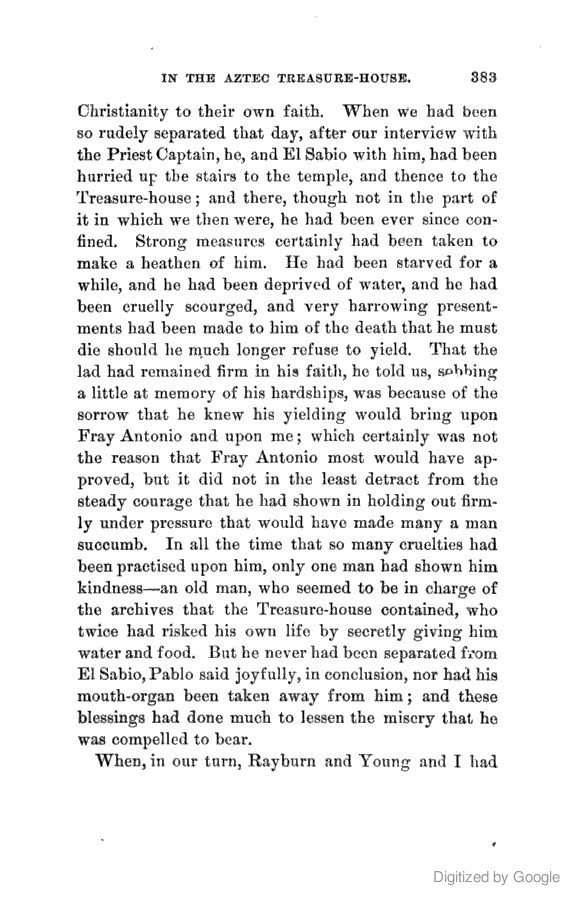 IN THE AZTEC TREASURE-HOUSE. 383
Christianity to their own faith. When we had been
so rudely separated that day, after our interview with
the Priest Captain, he, and El Sabio with him, had been
hurried up the stairs to the temple, and thence to the
Treasure-house; and there, though not in the part of
it in which we then were, he had been ever since con-
fined. Strong measures certainly had been taken to
make a heathen of him. He had been starved for a
while, and he had been deprived of water, and he had
been cruelly scourged, and very harrowing present-
ments had been made to him of the death that he must
die should he much longer refuse to yield. That the
lad had remained firm in his faith, he told us, sobbing
a little at memory of his hardships, was because of the
sorrow that he knew his yielding would bring upon
Fray Antonio and upon me; which certainly was not
the reason that Fray Antonio most would have ap-
proved, but it did not in the least detract from the
steady courage that he had shown in holding out firm-
ly under pressure that would have made many a man
succumb. In all the time that so many cruelties had
been practised upon him, only one man had shown him
kindness—an old man, who seemed to be in charge of
the archives that the Treasure-house contained, who
twice had risked his own life by secretly giving him
water and food. But he never had been separated from
El Sabio, Pablo said joyfully, in conclusion, nor had his
mouth-organ been taken away from him; and these
blessings had done much to lessen the misery that he
was compelled to bear.
When, in our turn, Rayburn and Young and I had
Digitized by Google